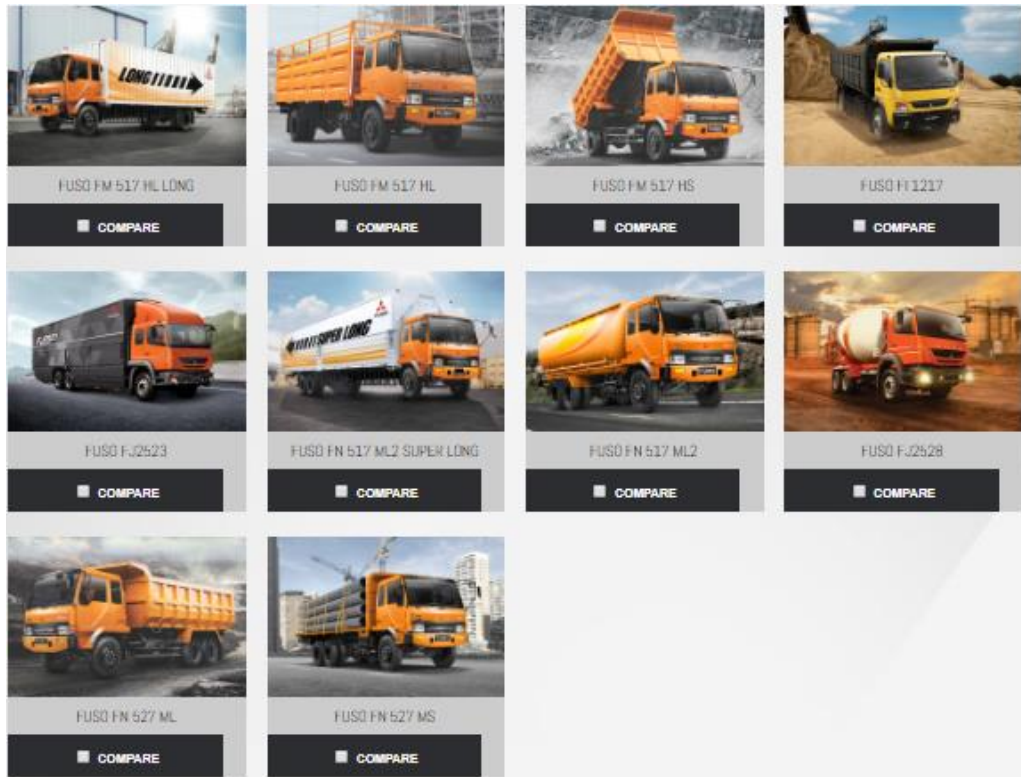 LONG
FUSO FM 517 HL LONG
FUSO FM 517 HL
FUSO FM 517 HS
FUSO FI 1217
COMPARE
COMPARE
COMPARE
COMPARE
SUPER LONG
FUSO FJ2523
FUSO FN 517 ML2 SUPER LONG
FUSO FN 517 ML2
FUSO FJ2528
COMPARE
COMPARE
COMPARE
COMPARE
FUSO FN 527 ML
FUSO FN 527 MS
COMPARE
COMPARE